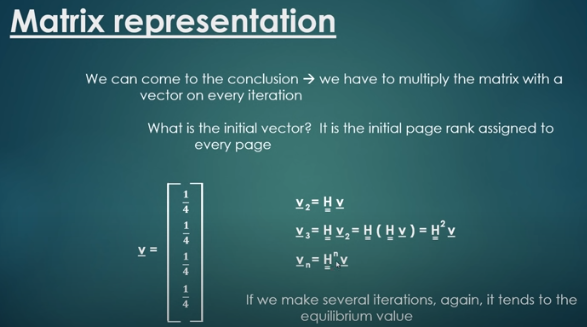 Matrix representation
We can come to the conclusion → we have to multiply the matrix with a
vector on every iteration
What is the initial vector? It is the initial page rank assigned to
every page
v =
1/4
1/4
1/4
1/4
v₂= H v
v₃= H v₂= H ( H v ) = H² v
vₙ= Hⁿ v
If we make several iterations, again, it tends to the
equilibrium value